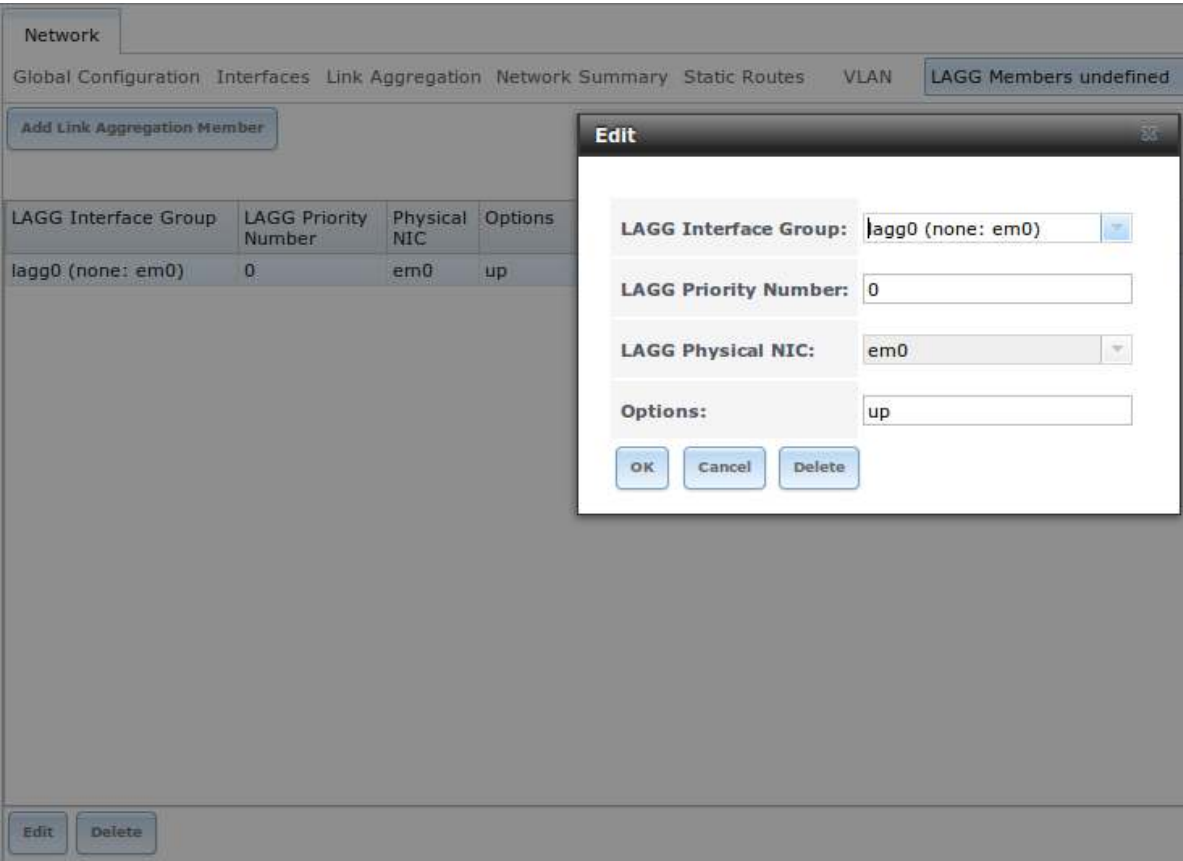 Network
Global Configuration Interfaces Link Aggregation Network Summary Static Routes VLAN LAGG Members undefined
Add Link Aggregation Member
LAGG Interface Group LAGG Priority Number Physical NIC Options
lagg0 (none: em0) 0 em0 up
Edit
LAGG Interface Group: lagg0 (none: em0)
LAGG Priority Number: 0
LAGG Physical NIC: em0
Options: up
OK Cancel Delete
Edit Delete